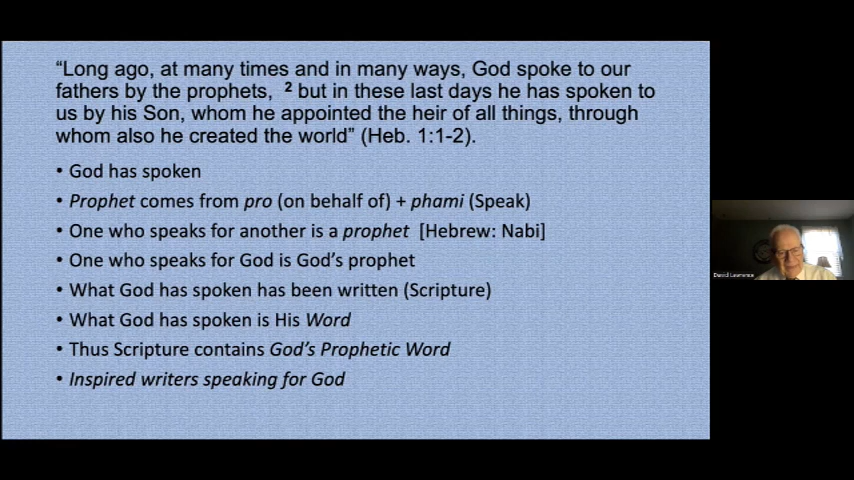 “Long ago, at many times and in many ways, God spoke to our
fathers by the prophets, 2 but in these last days he has spoken to
us by his Son, whom he appointed the heir of all things, through
whom also he created the world” (Heb. 1:1-2).
• God has spoken
• Prophet comes from pro (on behalf of) + phami (Speak)
• One who speaks for another is a prophet [Hebrew: Nabi]
• One who speaks for God is God’s prophet
• What God has spoken has been written (Scripture)
• What God has spoken is His Word
• Thus Scripture contains God’s Prophetic Word
• Inspired writers speaking for God
David Lawrence